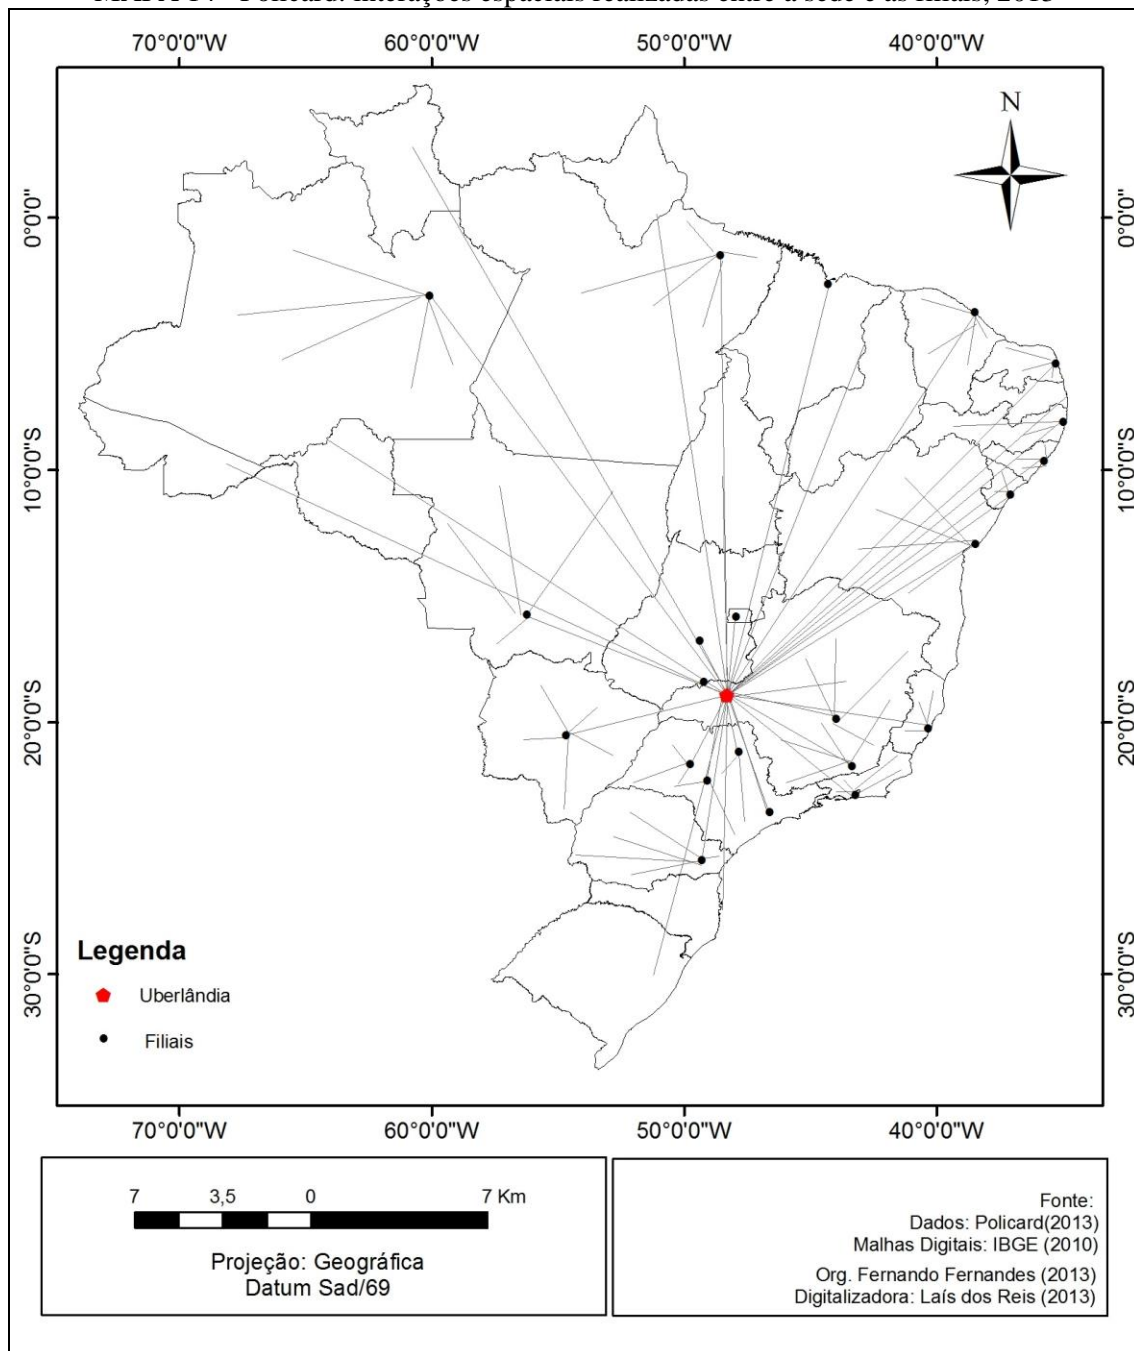 70°0'0"W 60°0'0"W 50°0'0"W 40°0'0"W
N
0°0'0" 0°0'0"
10°0'0"S 10°0'0"S
20°0'0"S 20°0'0"S
30°0'0"S 30°0'0"S
Legenda
Uberlândia
Filiais
70°0'0"W 60°0'0"W 50°0'0"W 40°0'0"W
7 3,5 0 7 Km
Projeção: Geográfica
Datum Sad/69
Fonte:
Dados: Policard(2013)
Malhas Digitais: IBGE (2010)
Org. Fernando Fernandes (2013)
Digitalizadora: Laís dos Reis (2013)